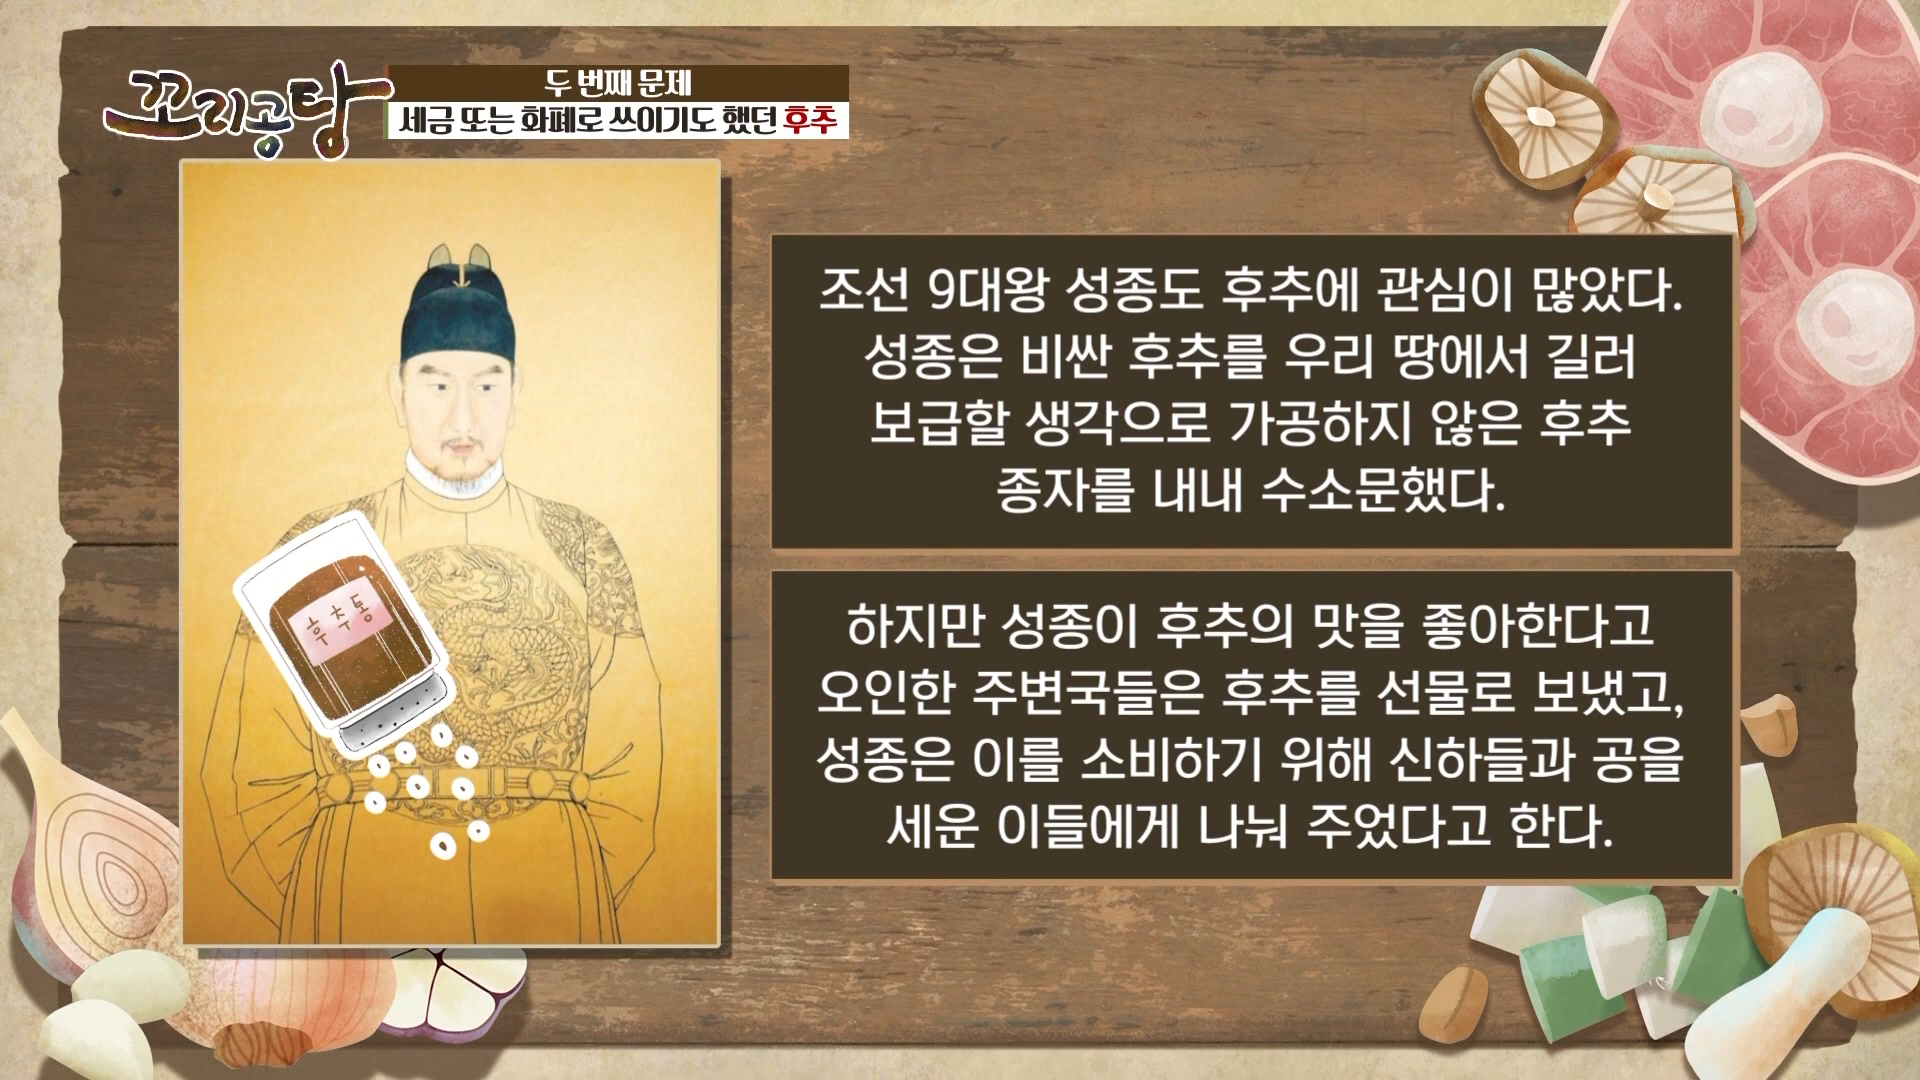 꼬리곰탕
두 번째 문제
세금 또는 화폐로 쓰이기도 했던 후추
조선 9대왕 성종도 후추에 관심이 많았다.
성종은 비싼 후추를 우리 땅에서 길러
보급할 생각으로 가공하지 않은 후추
종자를 내내 수소문했다.
후추통
하지만 성종이 후추의 맛을 좋아한다고
오인한 주변국들은 후추를 선물로 보냈고,
성종은 이를 소비하기 위해 신하들과 공을
세운 이들에게 나눠 주었다고 한다.